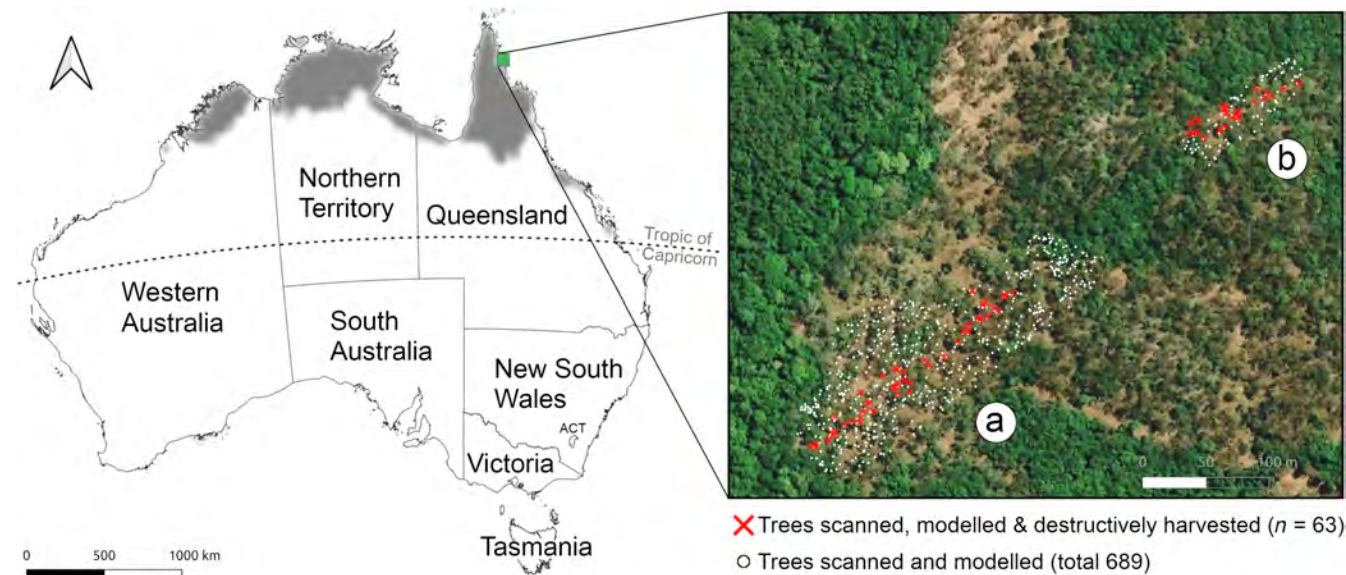 Northern
Territory
Queensland
Tropic of
Capricorn
Western
Australia
South
Australia
New South
Wales
ACT
Victoria
Tasmania
0 500 1000 km
b
a
0 50 100 m
Trees scanned, modelled & destructively harvested (n = 63)
Trees scanned and modelled (total 689)